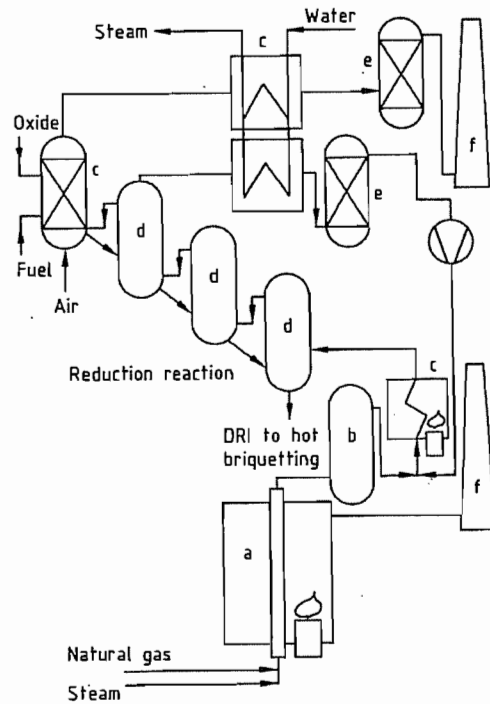 Water
Steam
c
e
f
Oxide
c
e
d
d
Fuel
Air
d
Reduction reaction
c
b
DRI to hot
briquetting
f
a
Natural gas
Steam